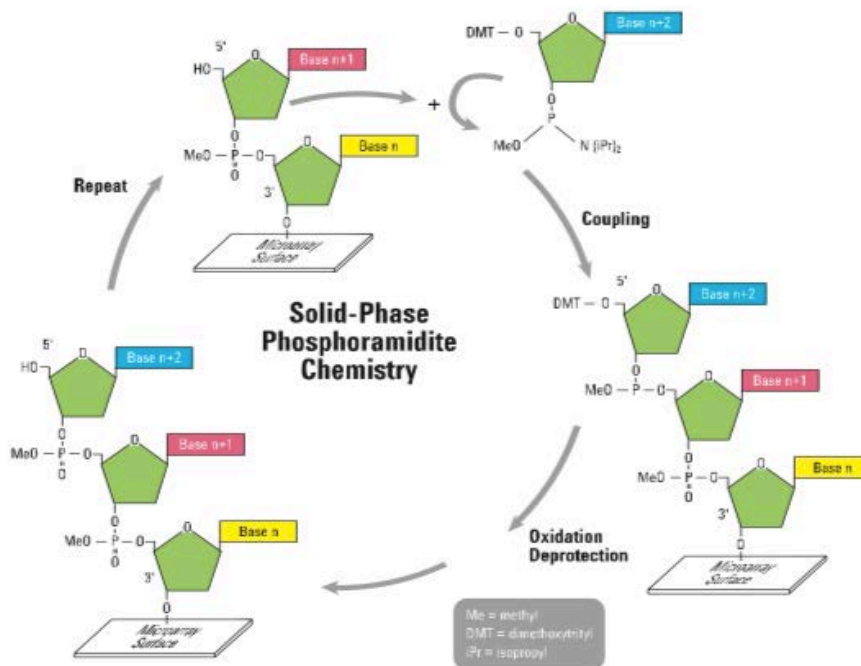 5'
O
HO
Base n+1
O
MeO – P – O
O
O
Base n
3'
O
Microarray
Surface
+
DMT – O
O
Base n+2
O
P
MeO
N (iPr)2
Repeat
Coupling
Solid-Phase
Phosphoramidite
Chemistry
5'
DMT – O
O
Base n+2
O
MeO – P – O
O
Base n+1
O
MeO – P – O
O
O
Base n
3'
O
Microarray
Surface
5'
HO
O
Base n+2
O
MeO – P – O
O
O
Base n+1
O
MeO – P – O
O
O
Base n
3'
O
Microarray
Surface
Oxidation
Deprotection
Me = methyl
DMT = dimethoxytrityl
iPr = isopropyl